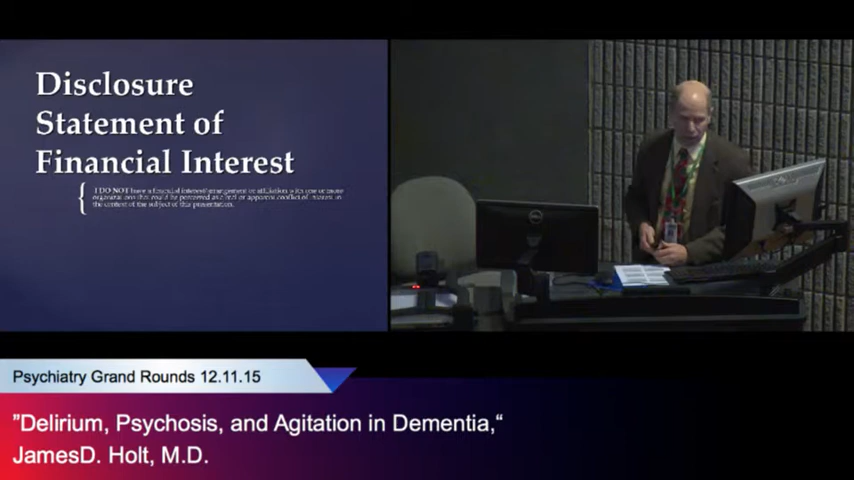 Disclosure
Statement of
Financial Interest
I DO NOT have a financial interest/arrangement or affiliation with one or more
organizations that could be perceived as a real or apparent conflict of interest in
the context of the subject of this presentation.
Psychiatry Grand Rounds 12.11.15
"Delirium, Psychosis, and Agitation in Dementia,“
JamesD. Holt, M.D.